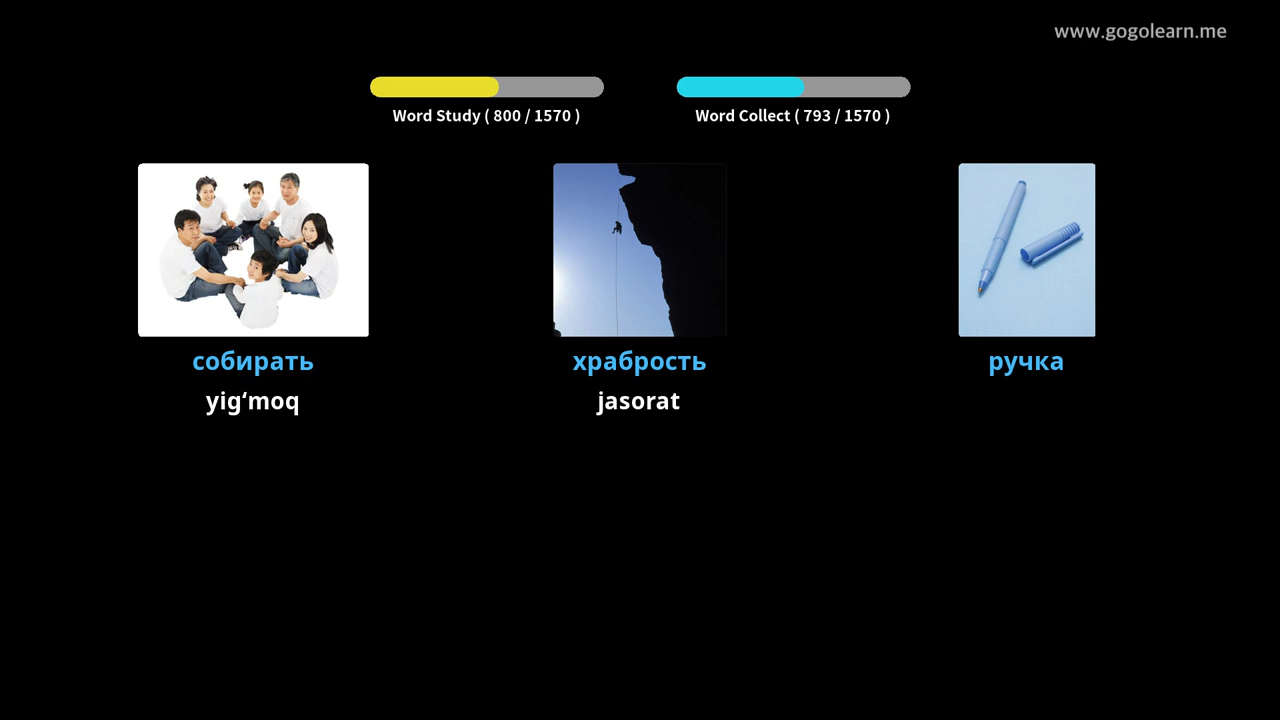 www.gogolearn.me
Word Study ( 800 / 1570 )
Word Collect ( 793 / 1570 )
собирать
yig‘moq
храбрость
jasorat
ручка